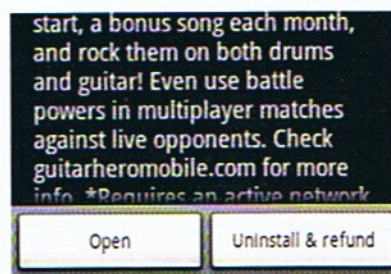 start, a bonus song each month,
and rock them on both drums
and guitar! Even use battle
powers in multiplayer matches
against live opponents. Check
guitarheromobile.com for more
info. *Requires an active network
Open
Uninstall & refund